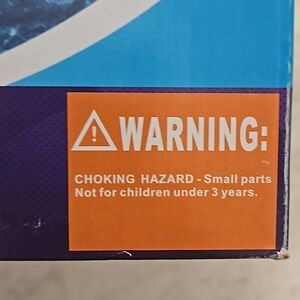 WARNING:
CHOKING HAZARD - Small parts
Not for children under 3 years.